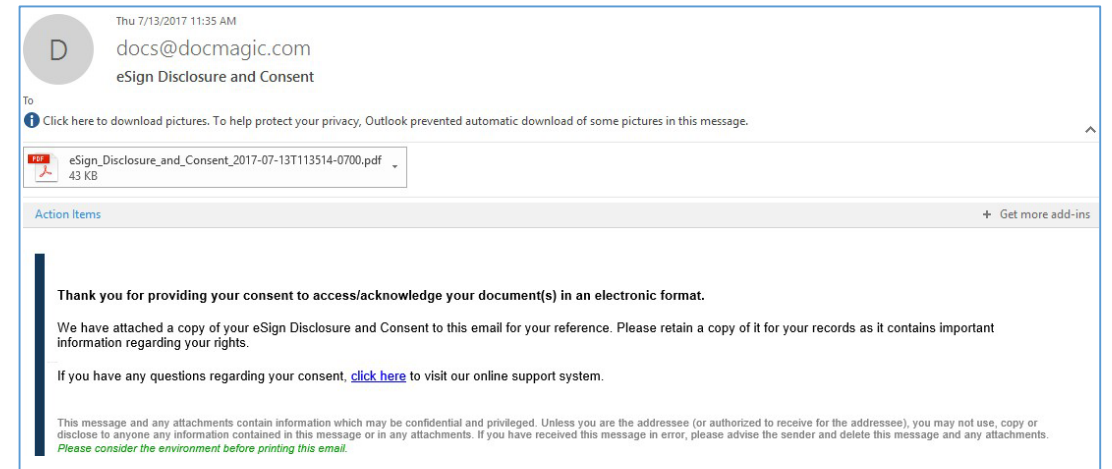 Thu 7/13/2017 11:35 AM
D
docs@docmagic.com
eSign Disclosure and Consent
To
Click here to download pictures. To help protect your privacy, Outlook prevented automatic download of some pictures in this message.
PDF
eSign_Disclosure_and_Consent_2017-07-13T113514-0700.pdf
43 KB
Action Items
+ Get more add-ins
Thank you for providing your consent to access/acknowledge your document(s) in an electronic format.
We have attached a copy of your eSign Disclosure and Consent to this email for your reference. Please retain a copy of it for your records as it contains important
information regarding your rights.
If you have any questions regarding your consent, click here to visit our online support system.
This message and any attachments contain information which may be confidential and privileged. Unless you are the addressee (or authorized to receive for the addressee), you may not use, copy or
disclose to anyone any information contained in this message or in any attachments. If you have received this message in error, please advise the sender and delete this message and any attachments.
Please consider the environment before printing this email.